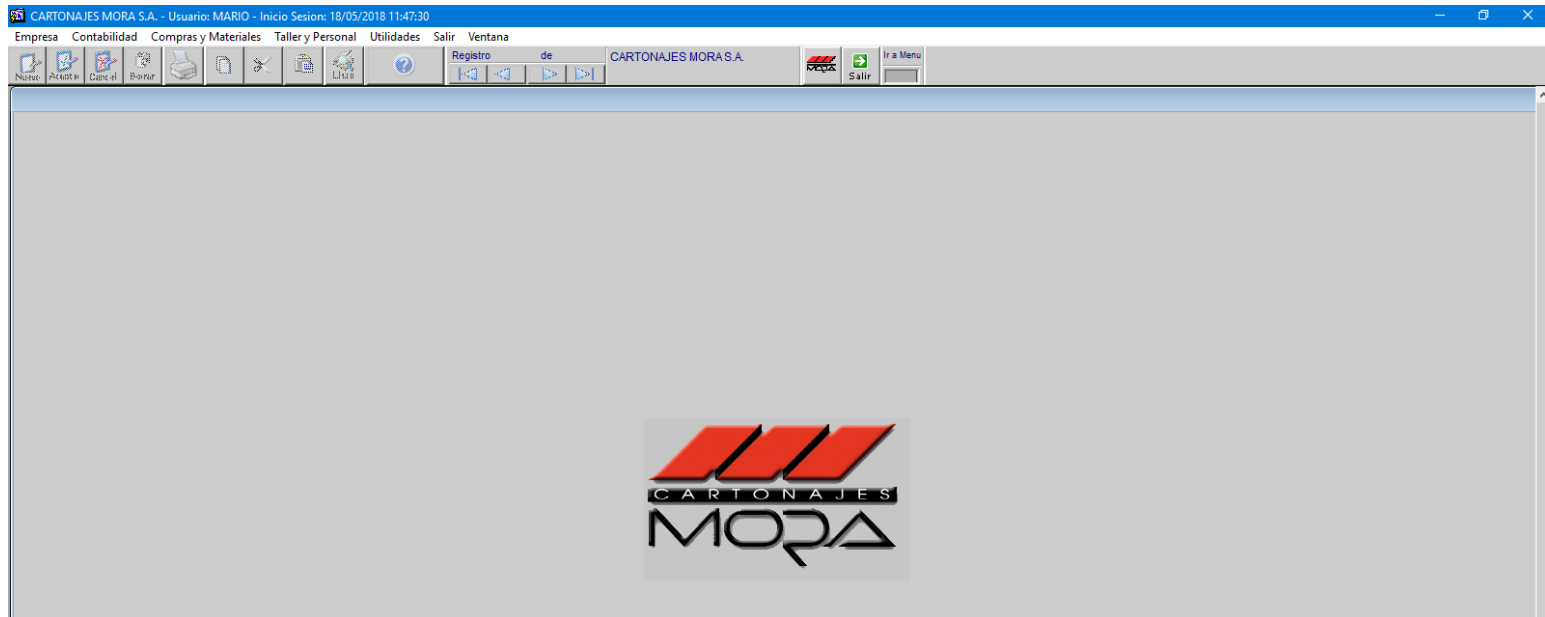 CARTONAJES MORA S.A. - Usuario: MARIO - Inicio Sesion: 18/05/2018 11:47:30
Empresa Contabilidad Compras y Materiales Taller y Personal Utilidades Salir Ventana
Nuevo Cancel Borrar Registro de CARTONAJES MORA S.A. MORA Salir Ir a Menu
CARTONAJES
MORA